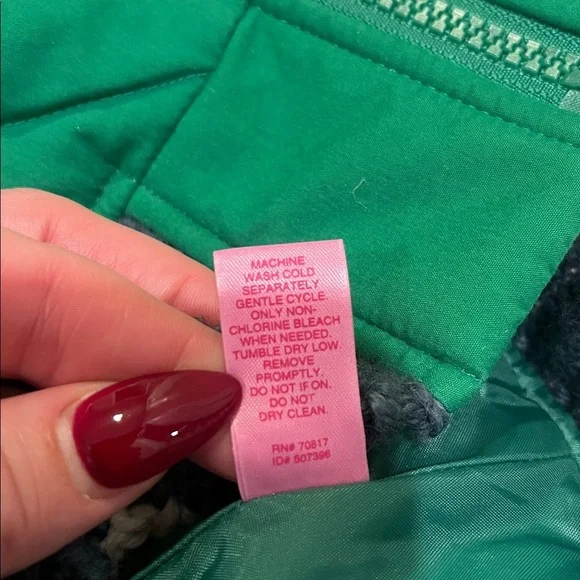 MACHINE
WASH COLD
SEPARATELY
GENTLE CYCLE.
ONLY NON-
CHLORINE BLEACH
WHEN NEEDED.
TUMBLE DRY LOW
REMOVE
PROMPTLY.
DO NOT IF ON.
DO NOT
DRY CLEAN.
RN# 70817
ID# 507396